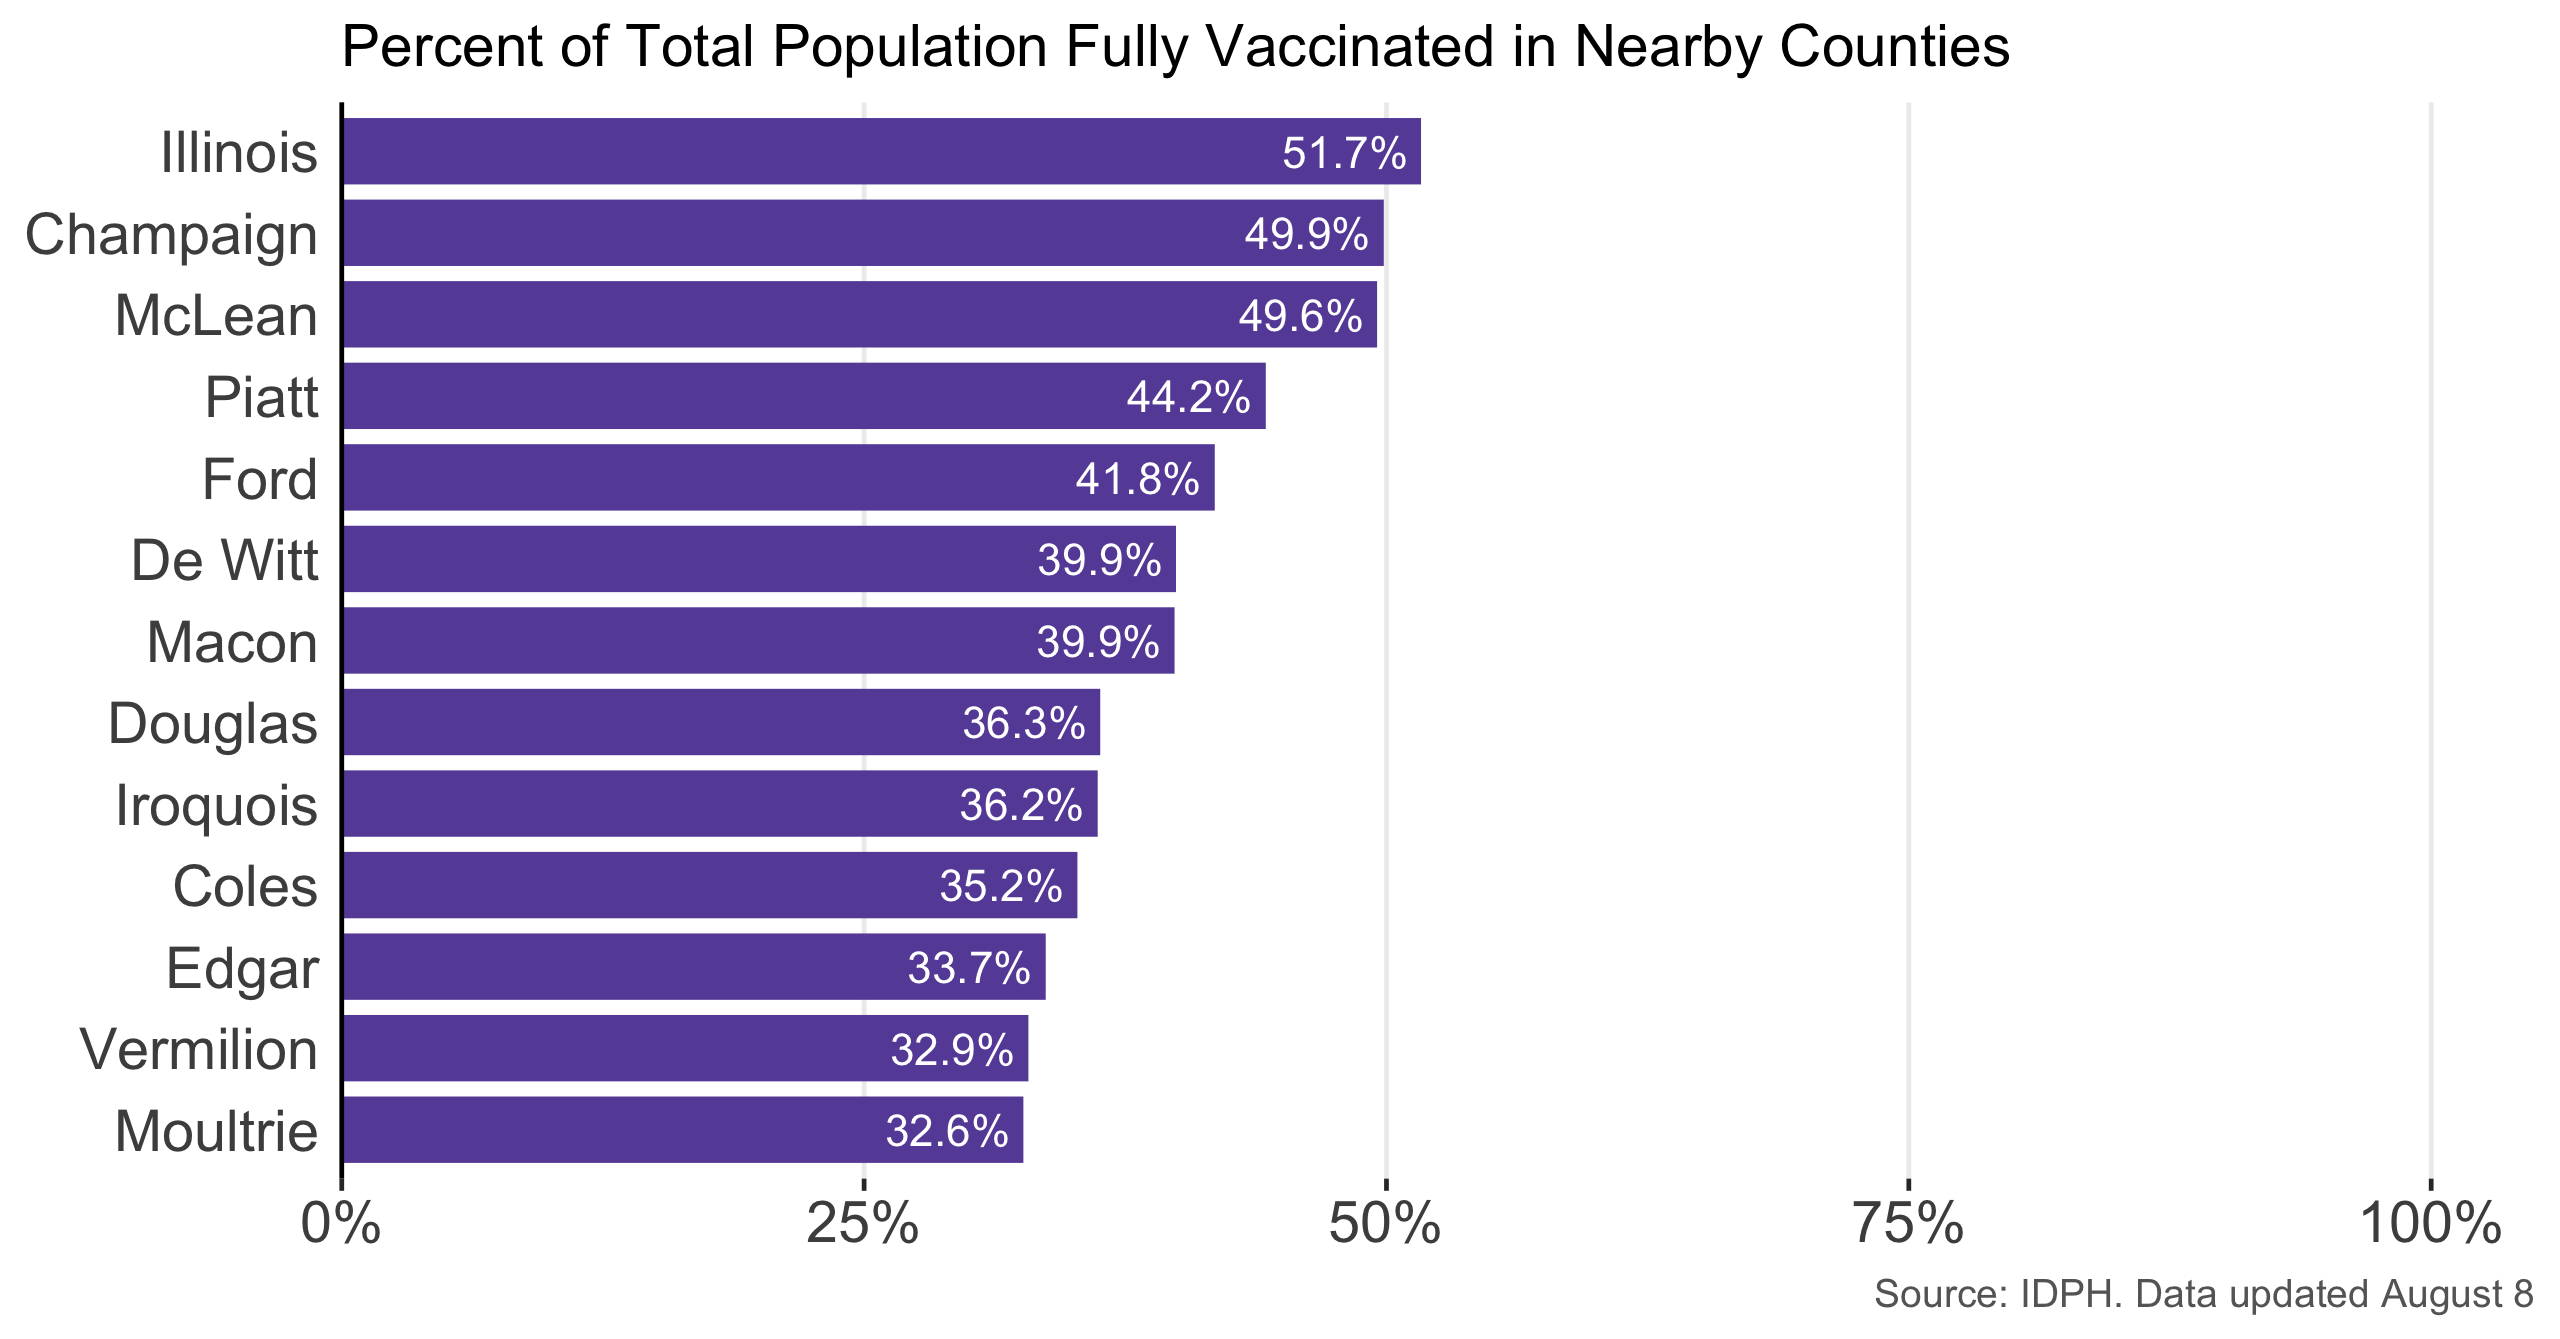 Percent of Total Population Fully Vaccinated in Nearby Counties
Illinois 51.7%
Champaign 49.9%
McLean 49.6%
Piatt 44.2%
Ford 41.8%
De Witt 39.9%
Macon 39.9%
Douglas 36.3%
Iroquois 36.2%
Coles 35.2%
Edgar 33.7%
Vermilion 32.9%
Moultrie 32.6%
0% 25% 50% 75% 100%
Source: IDPH. Data updated August 8